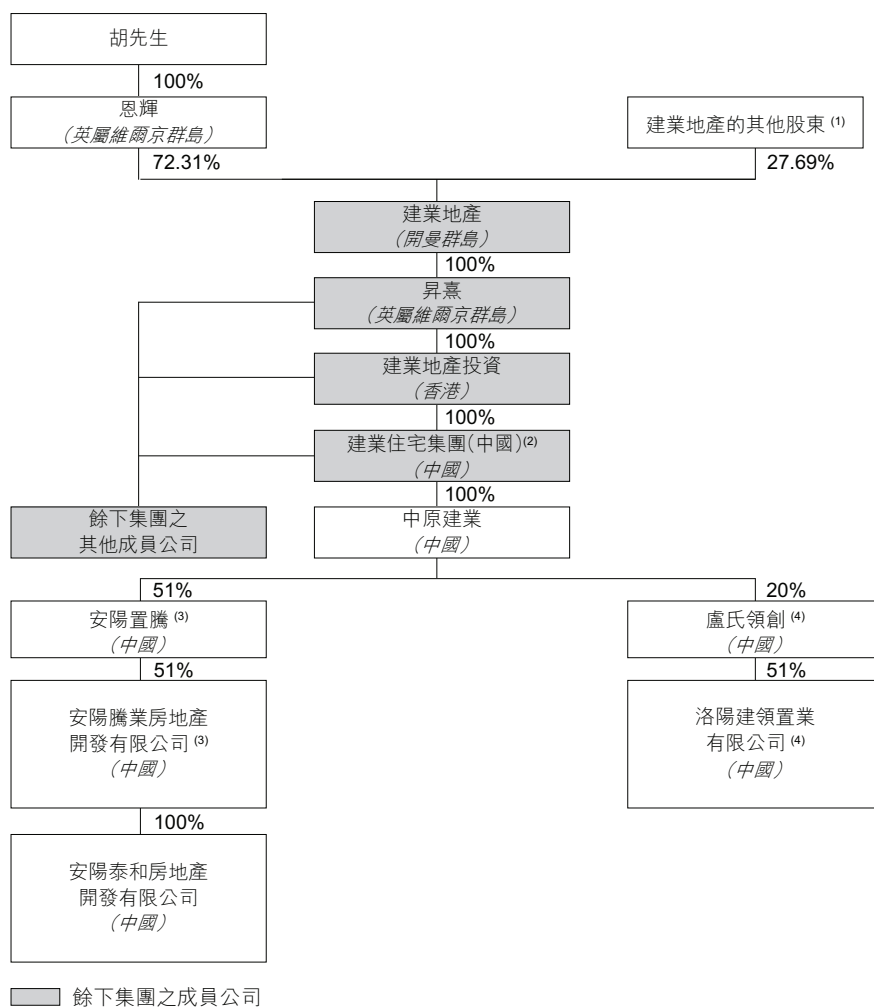 胡先生
100%
恩輝
(英屬維爾京群島)
建業地產的其他股東 (1)
72.31%
27.69%
建業地產
(開曼群島)
100%
昇熹
(英屬維爾京群島)
100%
建業地產投資
(香港)
100%
建業住宅集團(中國)(2)
(中國)
100%
餘下集團之
其他成員公司
中原建業
(中國)
51%
20%
安陽置騰 (3)
(中國)
盧氏領創 (4)
(中國)
51%
51%
安陽騰業房地產
開發有限公司 (3)
(中國)
洛陽建領置業
有限公司 (4)
(中國)
100%
安陽泰和房地產
開發有限公司
(中國)
餘下集團之成員公司